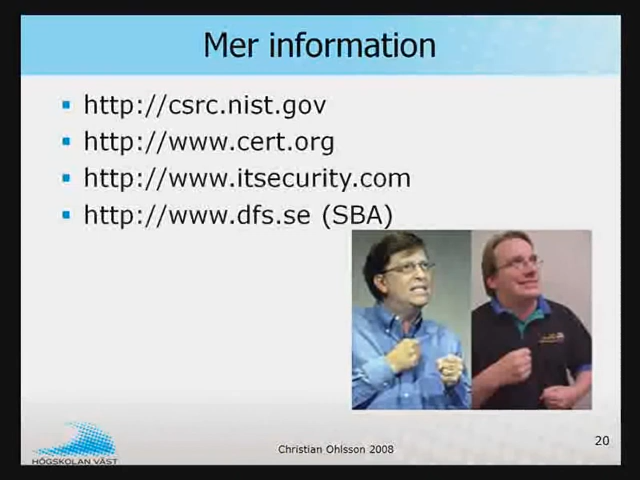 Mer information
http://csrc.nist.gov
http://www.cert.org
http://www.itsecurity.com
http://www.dfs.se (SBA)
HÖGSKOLAN VÄST
Christian Ohlsson 2008
20